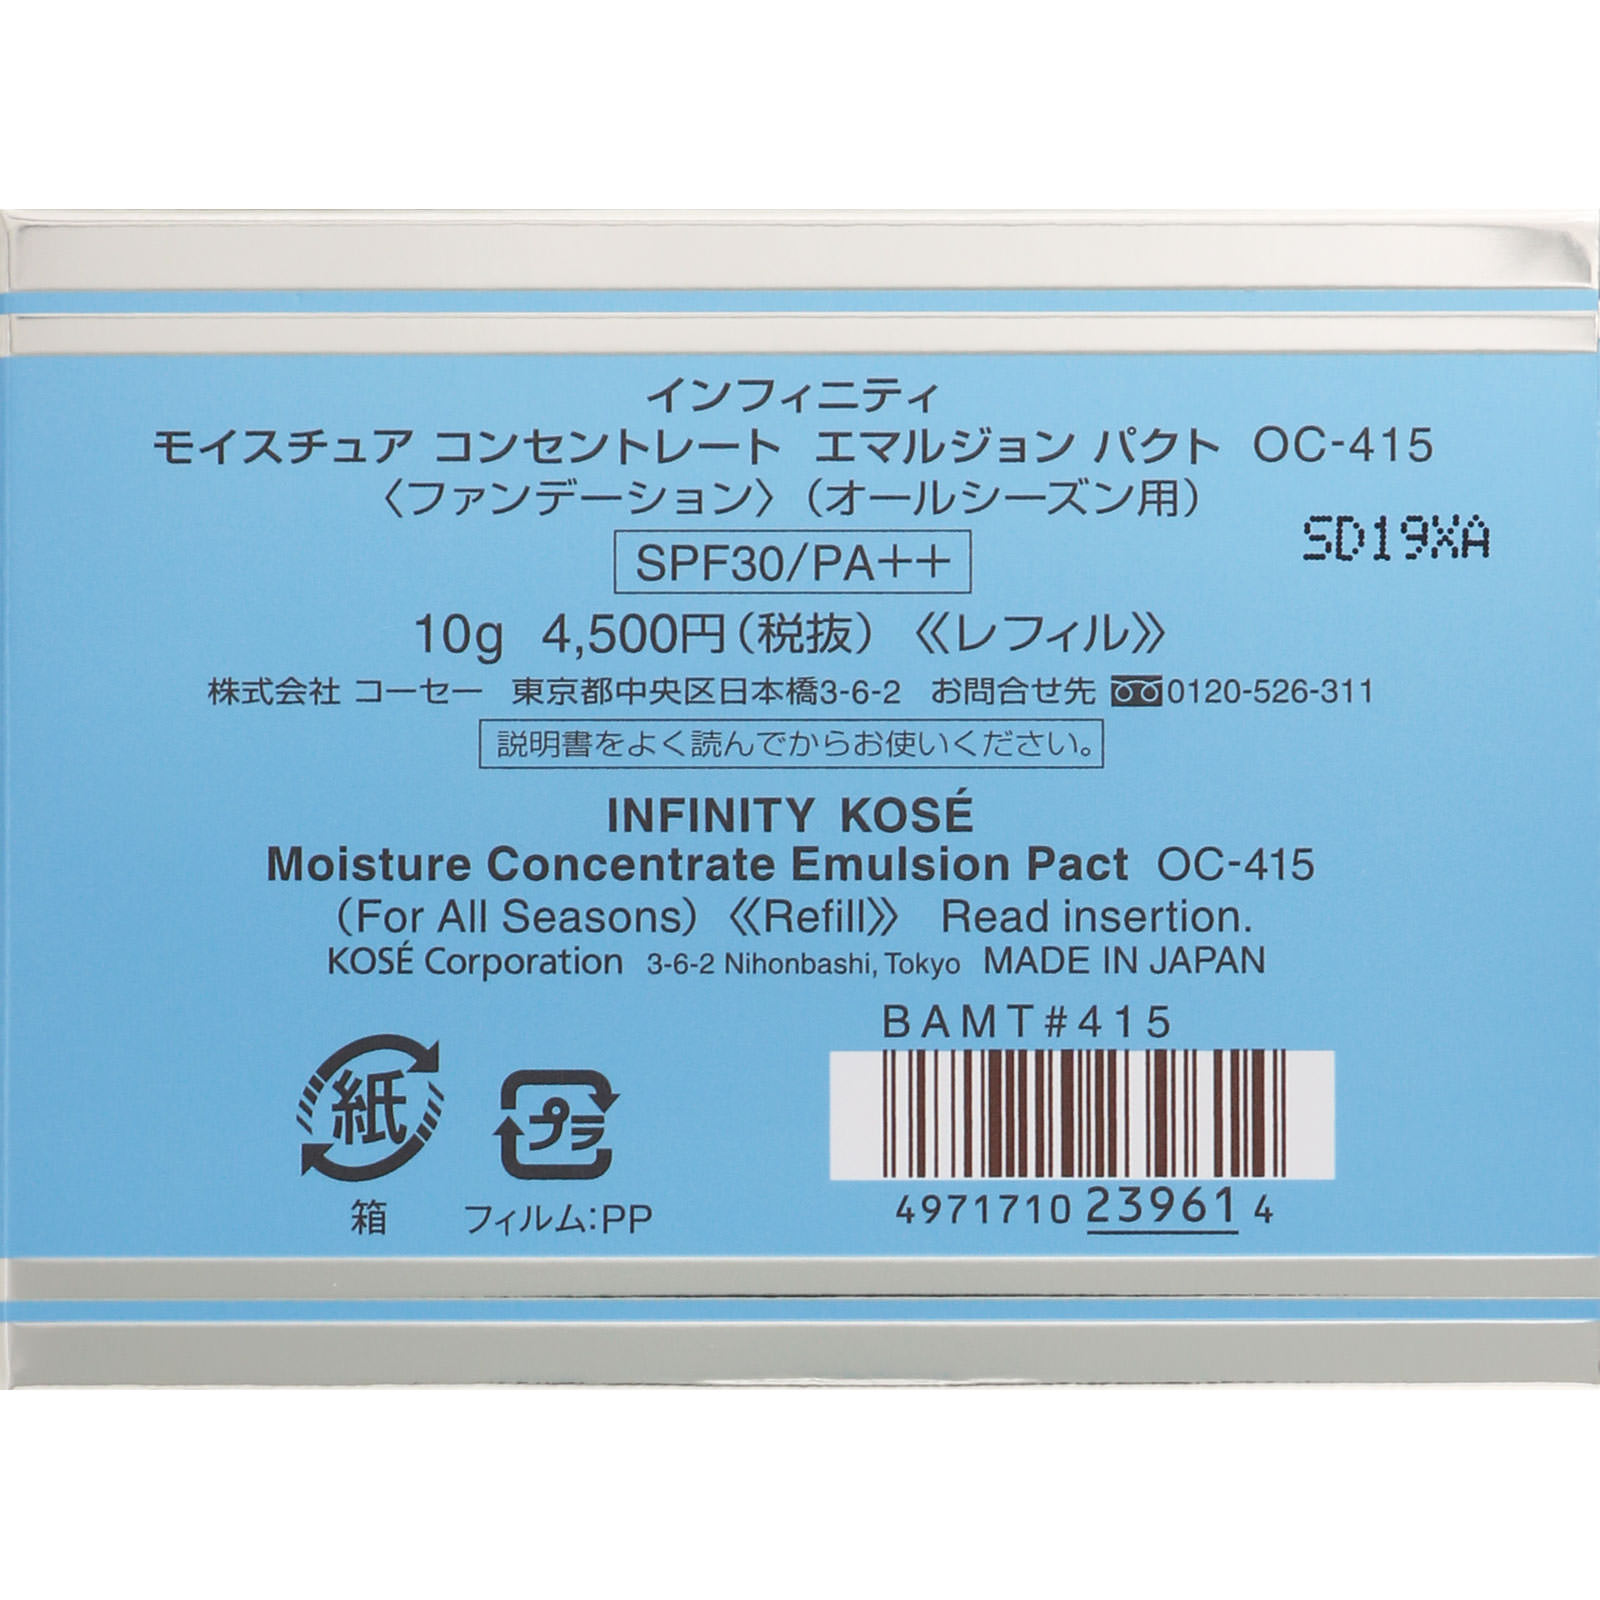 インフィニティ
モイスチュア コンセントレート エマルジョン パクト OC-415
〈ファンデーション〉（オールシーズン用）
SD19XA
SPF30/PA++
10g 4,500円（税抜）《レフィル》
株式会社 コーセー 東京都中央区日本橋3-6-2 お問合せ先 0120-526-311
説明書をよく読んでからお使いください。
INFINITY KOSÉ
Moisture Concentrate Emulsion Pact OC-415
（For All Seasons）《Refill》 Read insertion.
KOSÉ Corporation 3-6-2 Nihonbashi, Tokyo MADE IN JAPAN
BAMT#415
紙
プラ
箱
フィルム:PP
4971710 23961 4